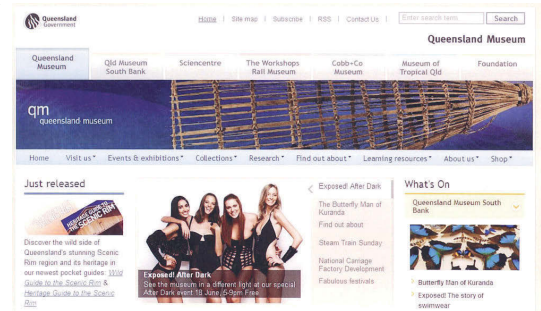 Queensland
Government
Home | Site map | Subscribe | RSS | Contact Us | Enter search term Search
Queensland Museum
Queensland Museum
Qld Museum South Bank
Sciencentre
The Workshops Rail Museum
Cobb+Co Museum
Museum of Tropical Qld
Foundation
qm
queensland museum
Home Visit us Events & exhibitions Collections Research Find out about Learning resources About us Shop
Just released
HERITAGE GUIDE TO
THE SCENIC RIM
Discover the wild side of
Queensland's stunning Scenic
Rim region and its heritage in
our newest pocket guides: Wild
Guide to the Scenic Rim &
Heritage Guide to the Scenic
Rim
Exposed! After Dark
See the museum in a different light at our special
After Dark event 18 June, 5-9pm Free
Exposed! After Dark
The Butterfly Man of
Kuranda
Find out about
Steam Train Sunday
National Carriage
Factory Development
Fabulous festivals
What's On
Queensland Museum South
Bank
Butterfly Man of Kuranda
Exposed! The story of
swimwear